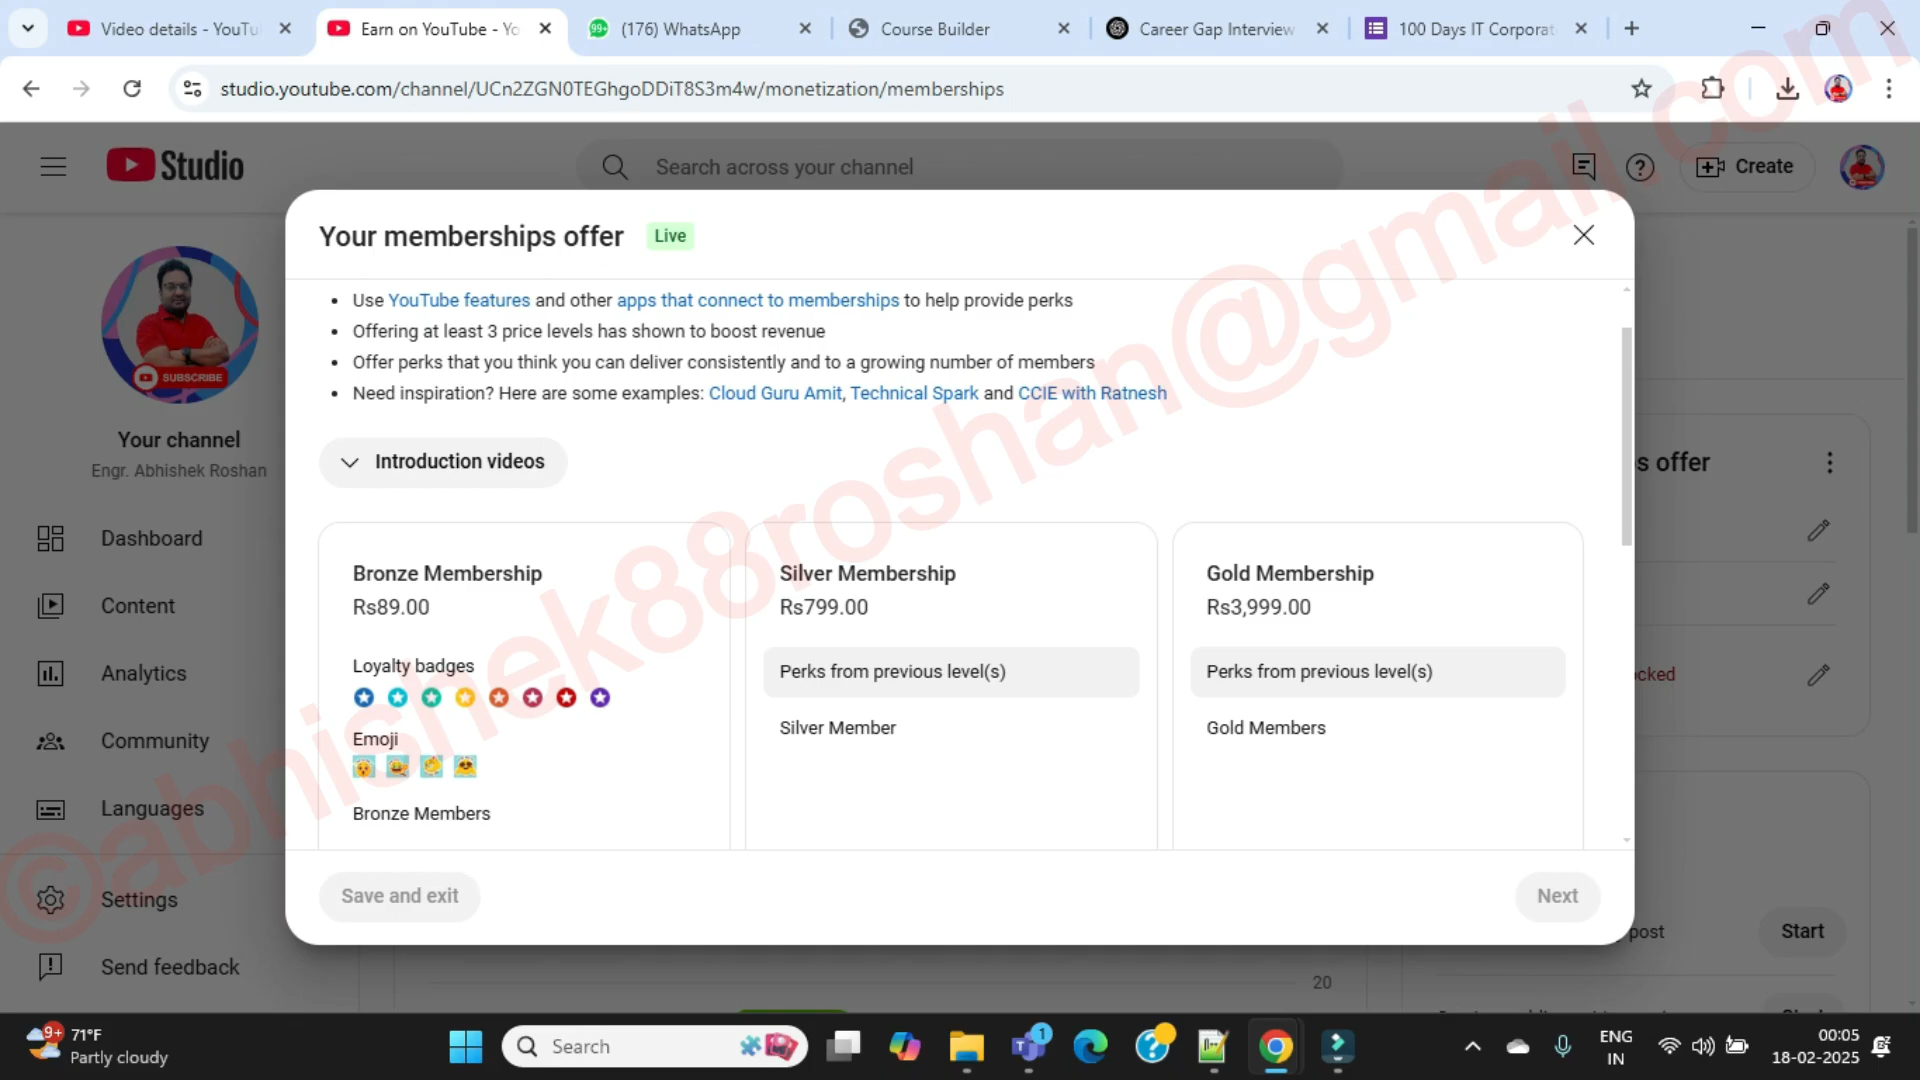 Video details - YouTu
Earn on YouTube - Yo
99+
(176) WhatsApp
Course Builder
Career Gap Interview
100 Days IT Corporat
studio.youtube.com/channel/UCn2ZGN0TEGhgoDDiT8S3m4w/monetization/memberships
Studio
Search across your channel
Create
Your memberships offer
Live
Use YouTube features and other apps that connect to memberships to help provide perks
Offering at least 3 price levels has shown to boost revenue
Offer perks that you think you can deliver consistently and to a growing number of members
Need inspiration? Here are some examples: Cloud Guru Amit, Technical Spark and CCIE with Ratnesh
Introduction videos
SUBSCRIBE
Your channel
Engr. Abhishek Roshan
Dashboard
Content
Analytics
Community
Languages
Settings
Send feedback
Bronze Membership
Rs89.00
Loyalty badges
Emoji
Bronze Members
Silver Membership
Rs799.00
Perks from previous level(s)
Silver Member
Gold Membership
Rs3,999.00
Perks from previous level(s)
Gold Members
s offer
cked
Save and exit
Next
post
Start
20
©abhishek88roshan@gmail.com
9+
71°F
Partly cloudy
Search
1
ENG
IN
00:05
18-02-2025